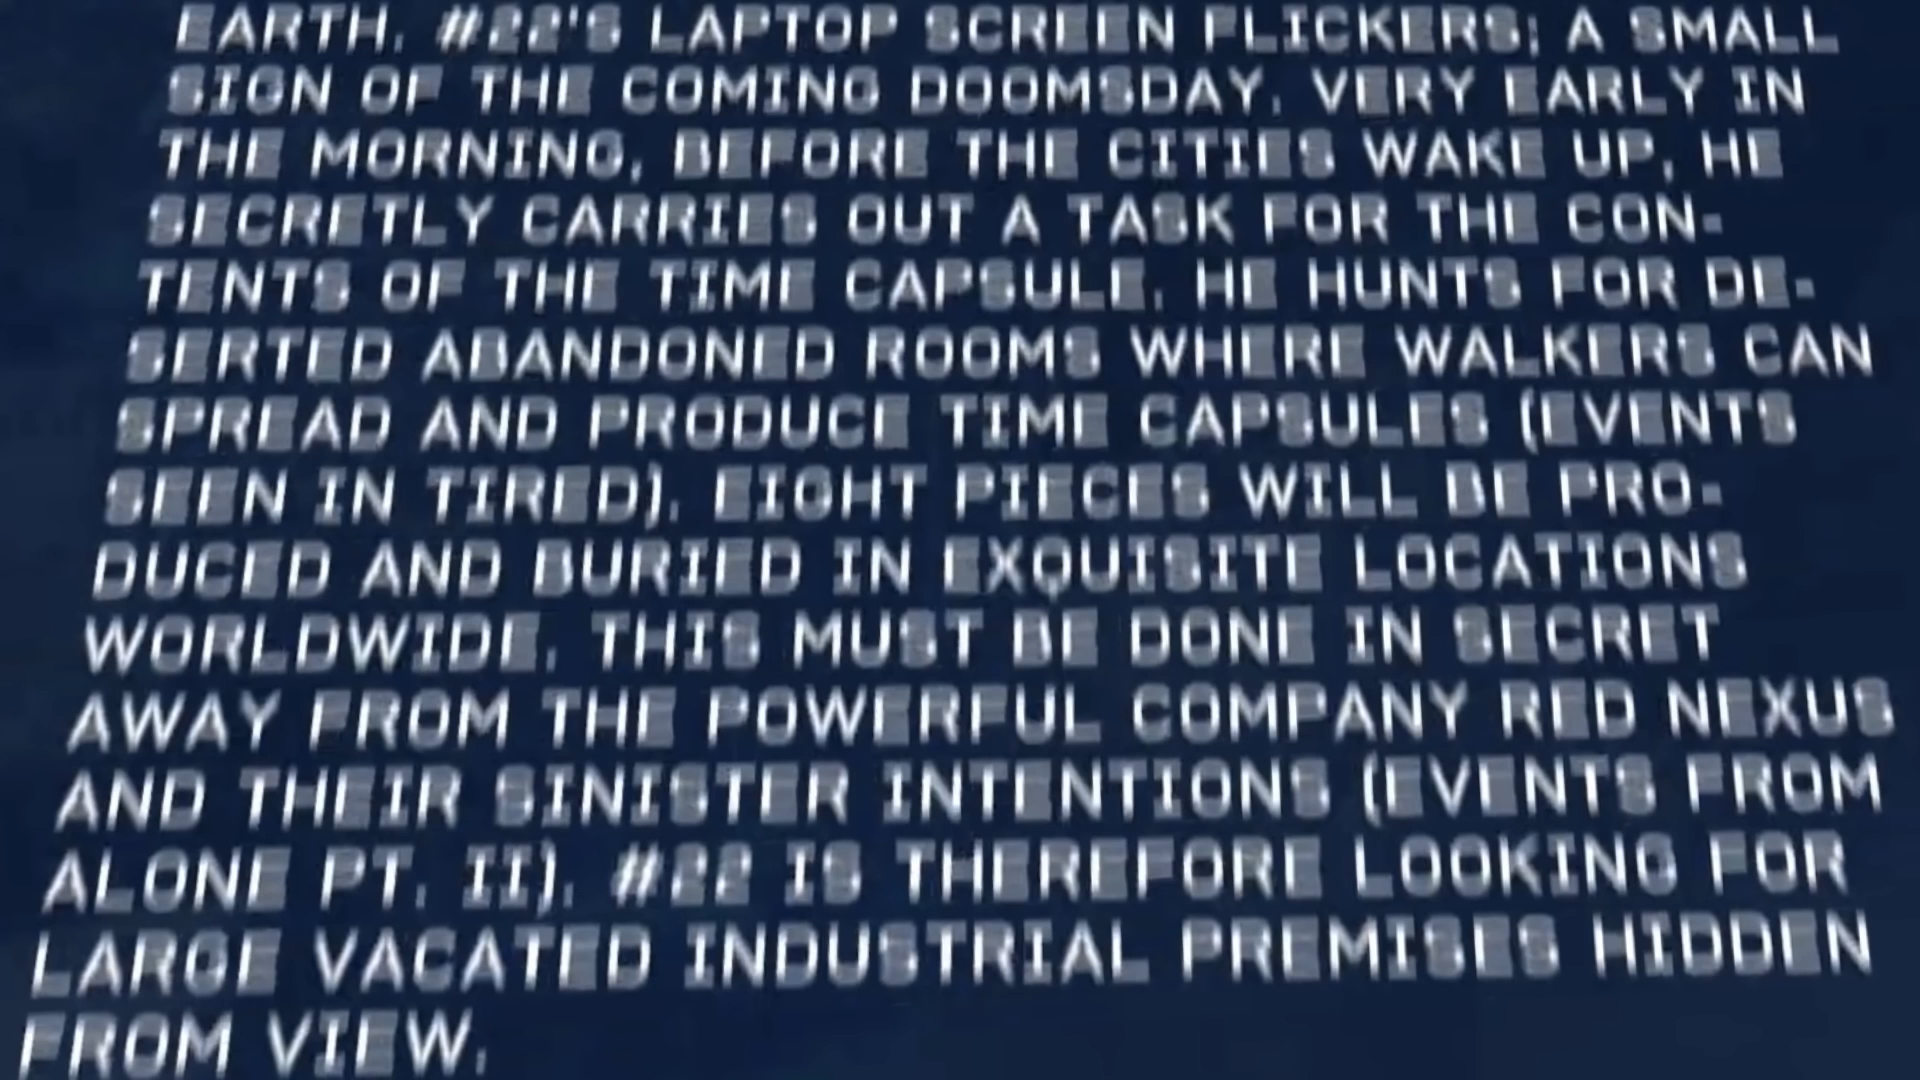 EARTH. #22'S LAPTOP SCREEN FLICKERS; A SMALL
SIGN OF THE COMING DOOMSDAY. VERY EARLY IN
THE MORNING, BEFORE THE CITIES WAKE UP, HE
SECRETLY CARRIES OUT A TASK FOR THE CON-
TENTS OF THE TIME CAPSULE. HE HUNTS FOR DE-
SERTED ABANDONED ROOMS WHERE WALKERS CAN
SPREAD AND PRODUCE TIME CAPSULES (EVENTS
SEEN IN TIRED). EIGHT PIECES WILL BE PRO-
DUCED AND BURIED IN EXQUISITE LOCATIONS
WORLDWIDE. THIS MUST BE DONE IN SECRET
AWAY FROM THE POWERFUL COMPANY RED NEXUS
AND THEIR SINISTER INTENTIONS (EVENTS FROM
ALONE PT. II). #22 IS THEREFORE LOOKING FOR
LARGE VACATED INDUSTRIAL PREMISES HIDDEN
FROM VIEW.